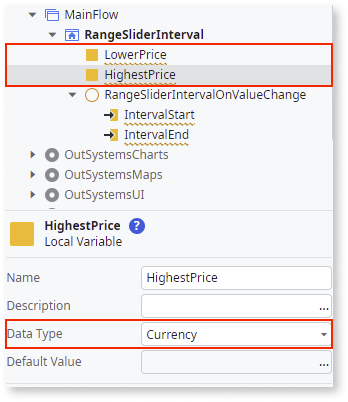 MainFlow
RangeSliderInterval
LowerPrice
HighestPrice
RangeSliderIntervalOnValueChange
IntervalStart
IntervalEnd
OutSystemsCharts
OutSystemsMaps
OutSystemsUI
HighestPrice ?
Local Variable
Name HighestPrice
Description ...
Data Type Currency
Default Value ...